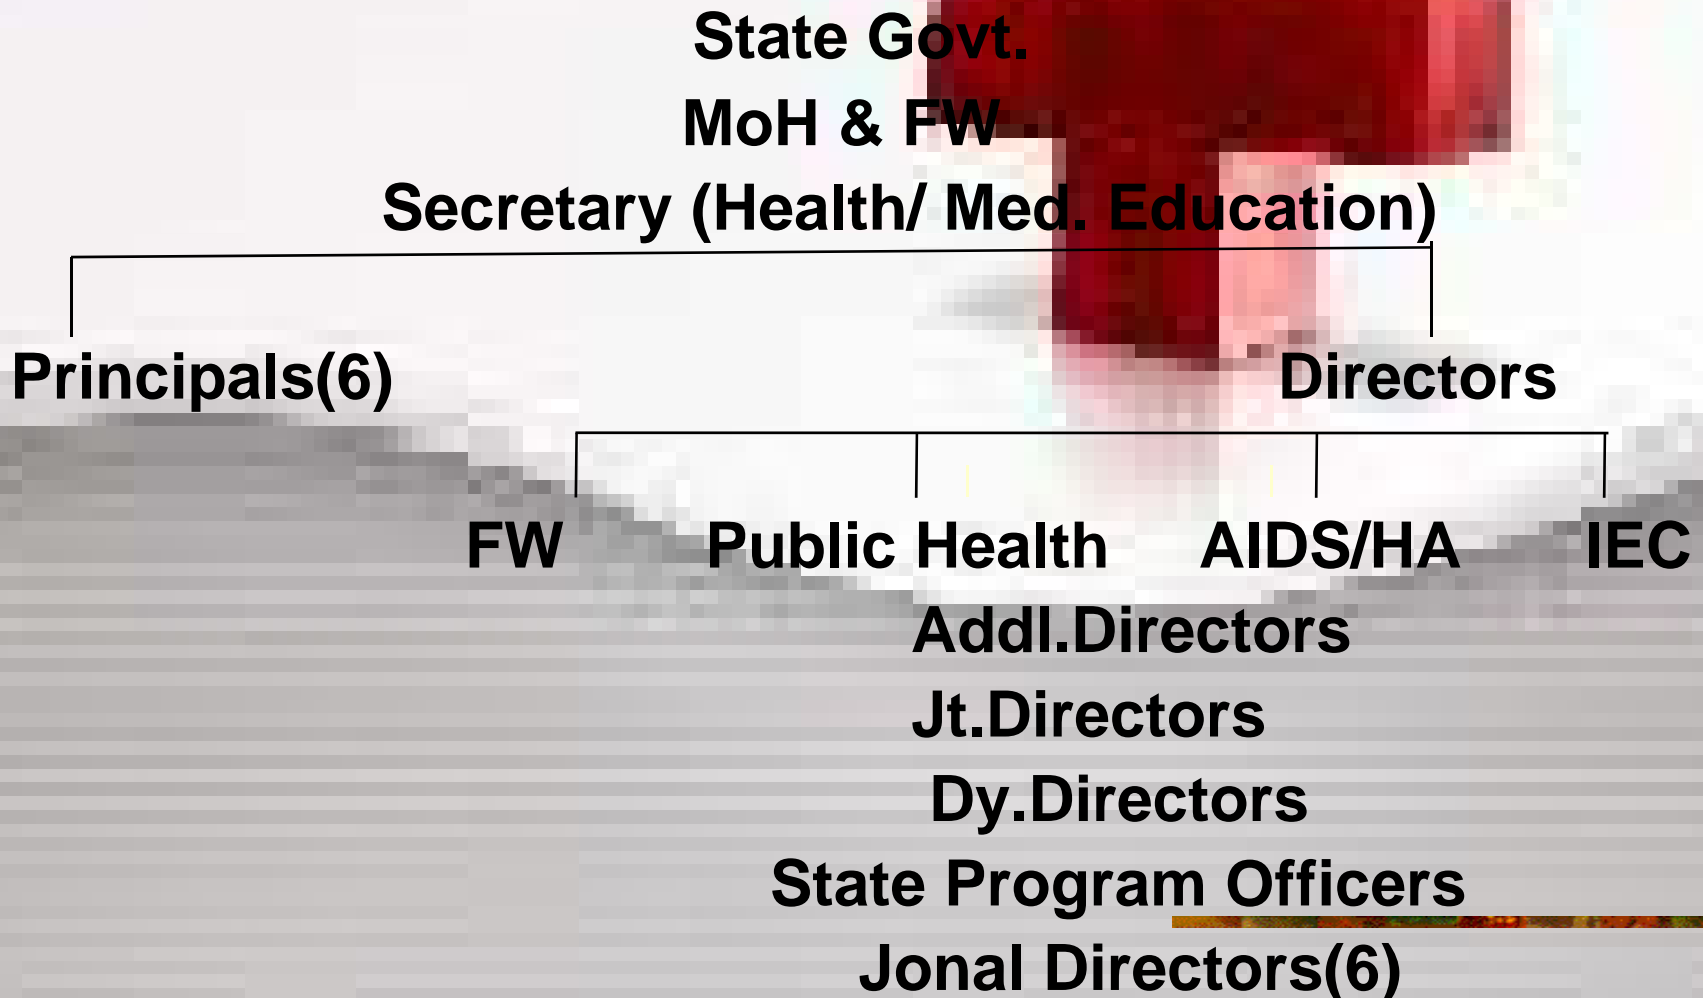 State Govt.
MoH & FW
Secretary (Health/ Med. Education)
Principals(6) Directors
FW Public Health AIDS/HA IEC
Addl.Directors
Jt.Directors
Dy.Directors
State Program Officers
Jonal Directors(6)